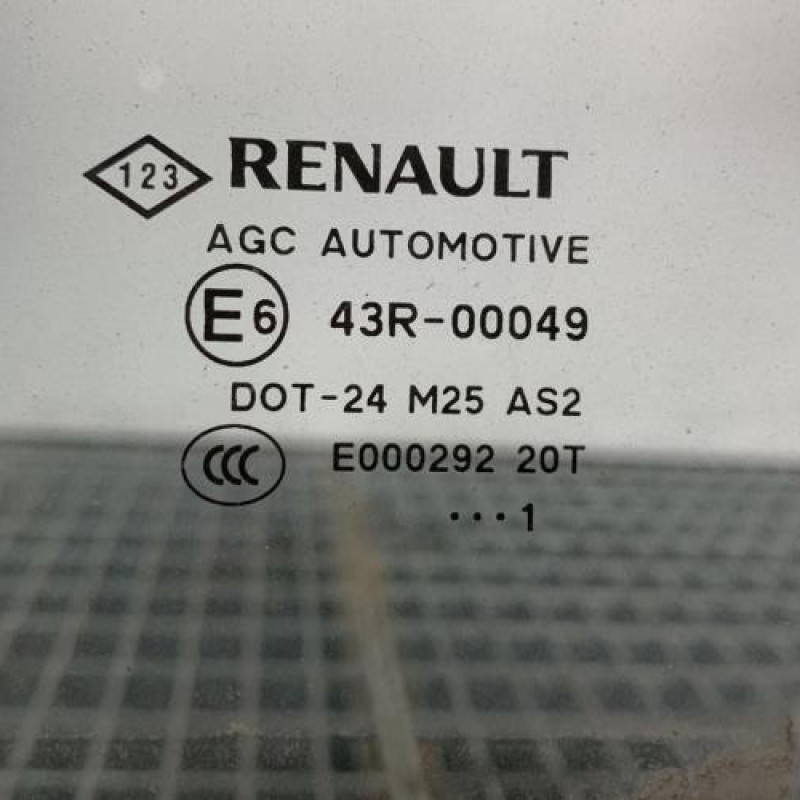 123 RENAULT
AGC AUTOMOTIVE
E6 43R-00049
DOT-24 M25 AS2
CCC E000292 20T
...1